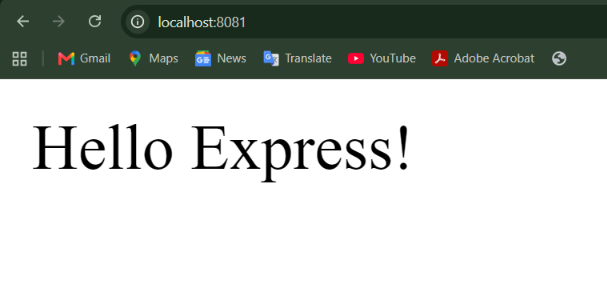 localhost:8081
Gmail Maps News Translate YouTube Adobe Acrobat
Hello Express!